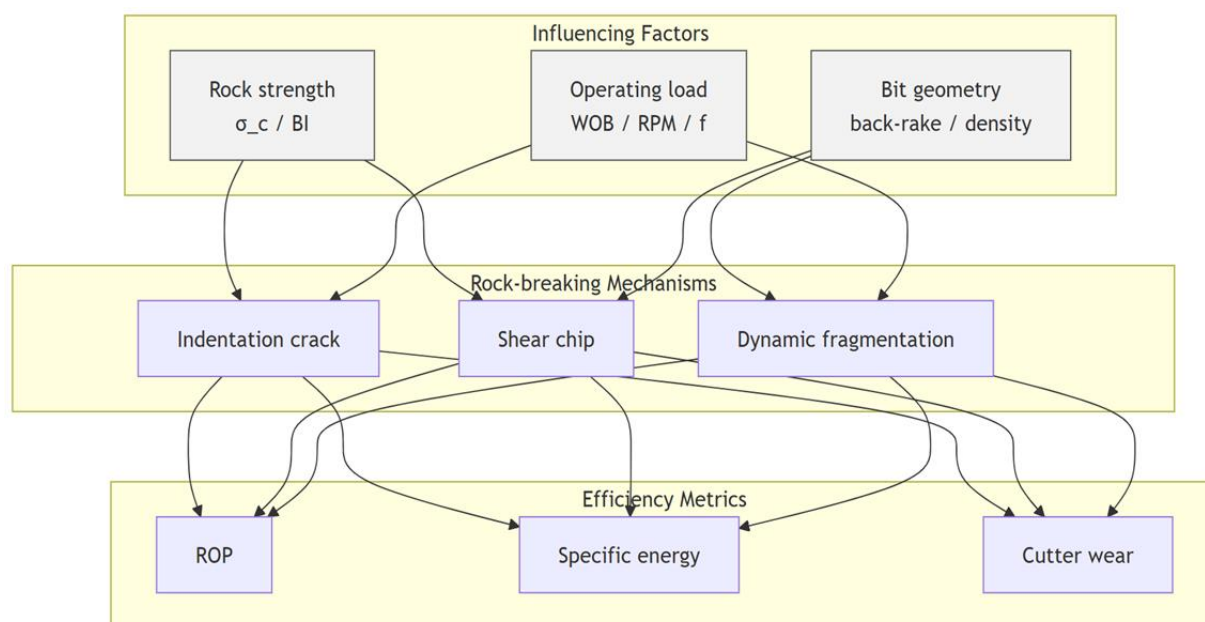 Influencing Factors
Rock strength
σ_c / BI
Operating load
WOB / RPM / f
Bit geometry
back-rake / density
Rock-breaking Mechanisms
Indentation crack
Shear chip
Dynamic fragmentation
Efficiency Metrics
ROP
Specific energy
Cutter wear